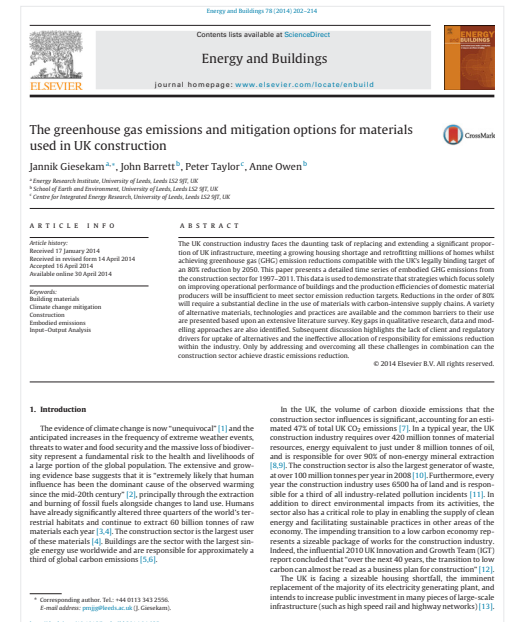 Energy and Buildings 78 (2014) 202–214
Contents lists available at ScienceDirect
Energy and Buildings
journal homepage: www.elsevier.com/locate/enbuild
ELSEVIER
ENERGY
BUILDINGS
The greenhouse gas emissions and mitigation options for materials
used in UK construction
CrossMark
Jannik Giesekam a,∗, John Barrett b, Peter Taylor c, Anne Owen b
a Energy Research Institute, University of Leeds, Leeds LS2 9JT, UK
b School of Earth and Environment, University of Leeds, Leeds LS2 9JT, UK
c Centre for Integrated Energy Research, University of Leeds, Leeds LS2 9JT, UK
ARTICLE INFO
Article history:
Received 17 January 2014
Received in revised form 14 April 2014
Accepted 16 April 2014
Available online 30 April 2014
Keywords:
Building materials
Climate change mitigation
Construction
Embodied emissions
Input–Output Analysis
ABSTRACT
The UK construction industry faces the daunting task of replacing and extending a significant propor-
tion of UK infrastructure, meeting a growing housing shortage and retrofitting millions of homes whilst
achieving greenhouse gas (GHG) emission reductions compatible with the UK's legally binding target of
an 80% reduction by 2050. This paper presents a detailed time series of embodied GHG emissions from
the construction sector for 1997–2011. This data is used to demonstrate that strategies which focus solely
on improving operational performance of buildings and the production efficiencies of domestic material
producers will be insufficient to meet sector emission reduction targets. Reductions in the order of 80%
will require a substantial decline in the use of materials with carbon-intensive supply chains. A variety
of alternative materials, technologies and practices are available and the common barriers to their use
are presented based upon an extensive literature survey. Key gaps in qualitative research, data and mod-
elling approaches are also identified. Subsequent discussion highlights the lack of client and regulatory
drivers for uptake of alternatives and the ineffective allocation of responsibility for emissions reduction
within the industry. Only by addressing and overcoming all these challenges in combination can the
construction sector achieve drastic emissions reduction.
© 2014 Elsevier B.V. All rights reserved.
1. Introduction
The evidence of climate change is now “unequivocal” [1] and the
anticipated increases in the frequency of extreme weather events,
threats to water and food security and the massive loss of biodiver-
sity represent a fundamental risk to the health and livelihoods of
a large portion of the global population. The extensive and grow-
ing evidence base suggests that it is “extremely likely that human
influence has been the dominant cause of the observed warming
since the mid-20th century” [2], principally through the extraction
and burning of fossil fuels alongside changes to land use. Humans
have already significantly altered three quarters of the world's ter-
restrial habitats and continue to extract 60 billion tones of raw
materials each year [3,4]. The construction sector is the largest user
of these materials [4]. Buildings are the sector with the largest sin-
gle energy use worldwide and are responsible for approximately a
third of global carbon emissions [5,6].
∗ Corresponding author. Tel.: +44 0113 343 2556.
E-mail address: pmjjg@leeds.ac.uk (J. Giesekam).
In the UK, the volume of carbon dioxide emissions that the
construction sector influences is significant, accounting for an esti-
mated 47% of total UK CO2 emissions [7]. In a typical year, the UK
construction industry requires over 420 million tonnes of material
resources, energy equivalent to just under 8 million tonnes of oil,
and is responsible for over 90% of non-energy mineral extraction
[8,9]. The construction sector is also the largest generator of waste,
at over 100 million tonnes per year in 2008 [10]. Furthermore, every
year the construction industry uses 6500 ha of land and is respon-
sible for a third of all industry-related pollution incidents [11]. In
addition to direct environmental impacts from its activities, the
sector also has a critical role to play in enabling the supply of clean
energy and facilitating sustainable practices in other areas of the
economy. The impending transition to a low carbon economy rep-
resents a sizeable package of works for the construction industry.
Indeed, the influential 2010 UK Innovation and Growth Team (IGT)
report concluded that “over the next 40 years, the transition to low
carbon can almost be read as a business plan for construction” [12].
The UK is facing a sizeable housing shortfall, the imminent
replacement of the majority of its electricity generating plant, and
intends to increase public investment in many pieces of large-scale
infrastructure (such as high speed rail and highway networks) [13].